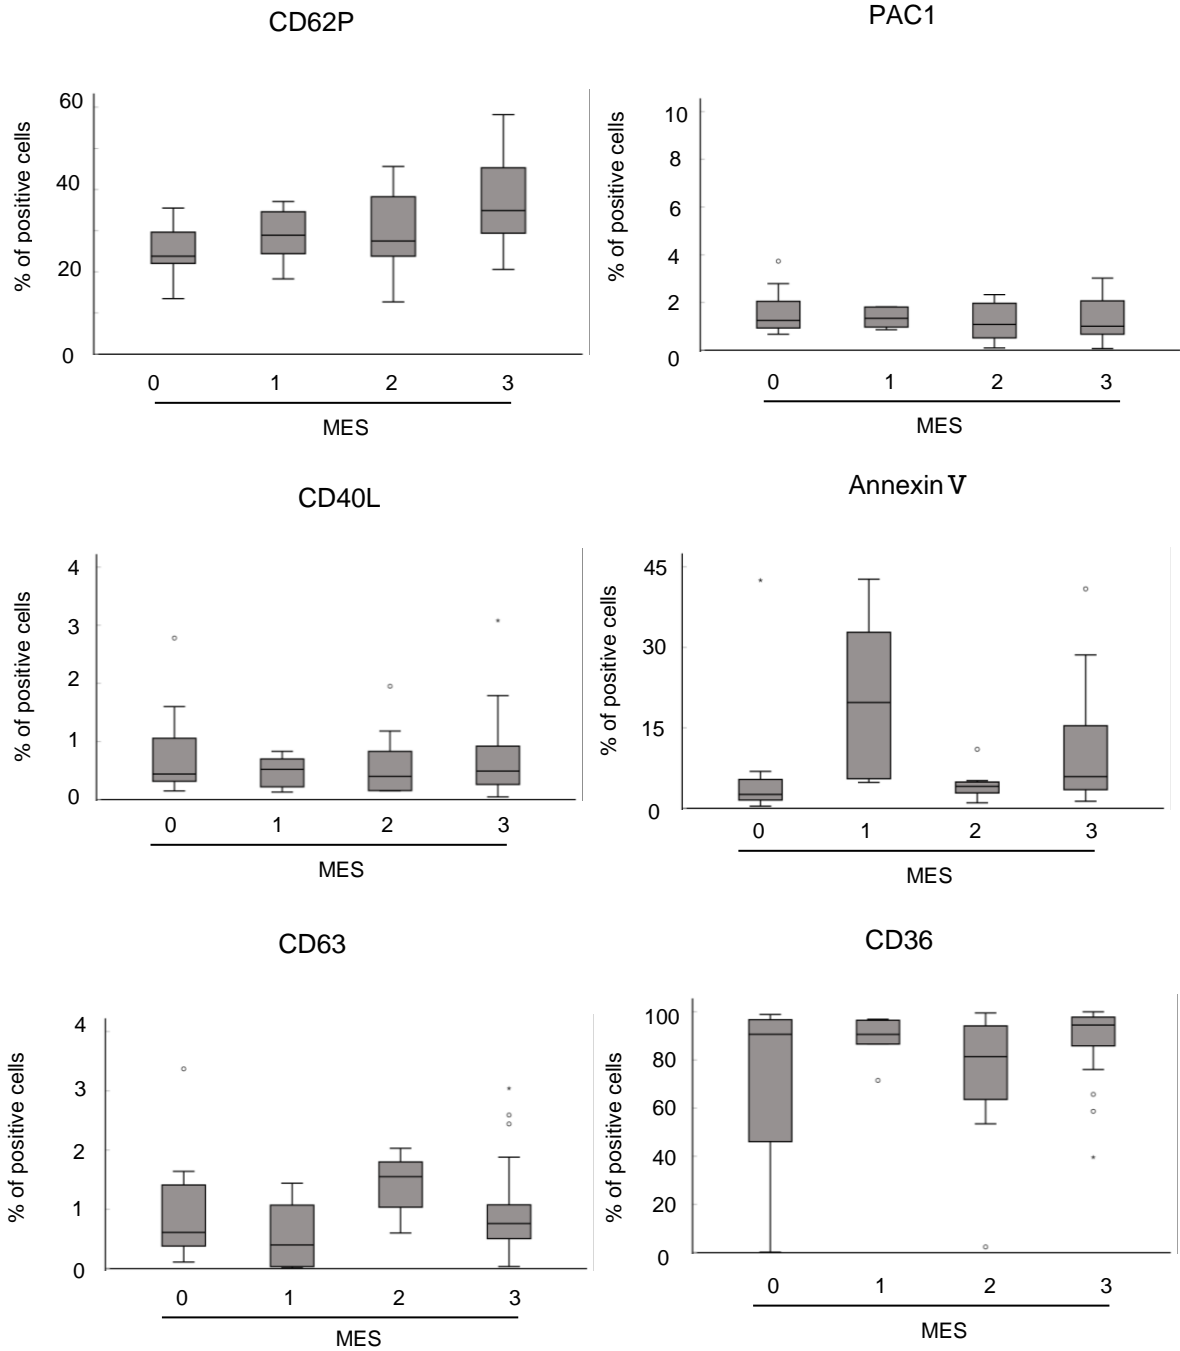 CD62P
% of positive cells
60
40
20
0
0 1 2 3
MES
PAC1
% of positive cells
10
8
6
4
2
0
0 1 2 3
MES
CD40L
% of positive cells
4
3
2
1
0
0 1 2 3
MES
Annexin V
% of positive cells
45
30
15
0
0 1 2 3
MES
CD63
% of positive cells
4
3
2
1
0
0 1 2 3
MES
CD36
% of positive cells
100
80
60
40
20
0
0 1 2 3
MES